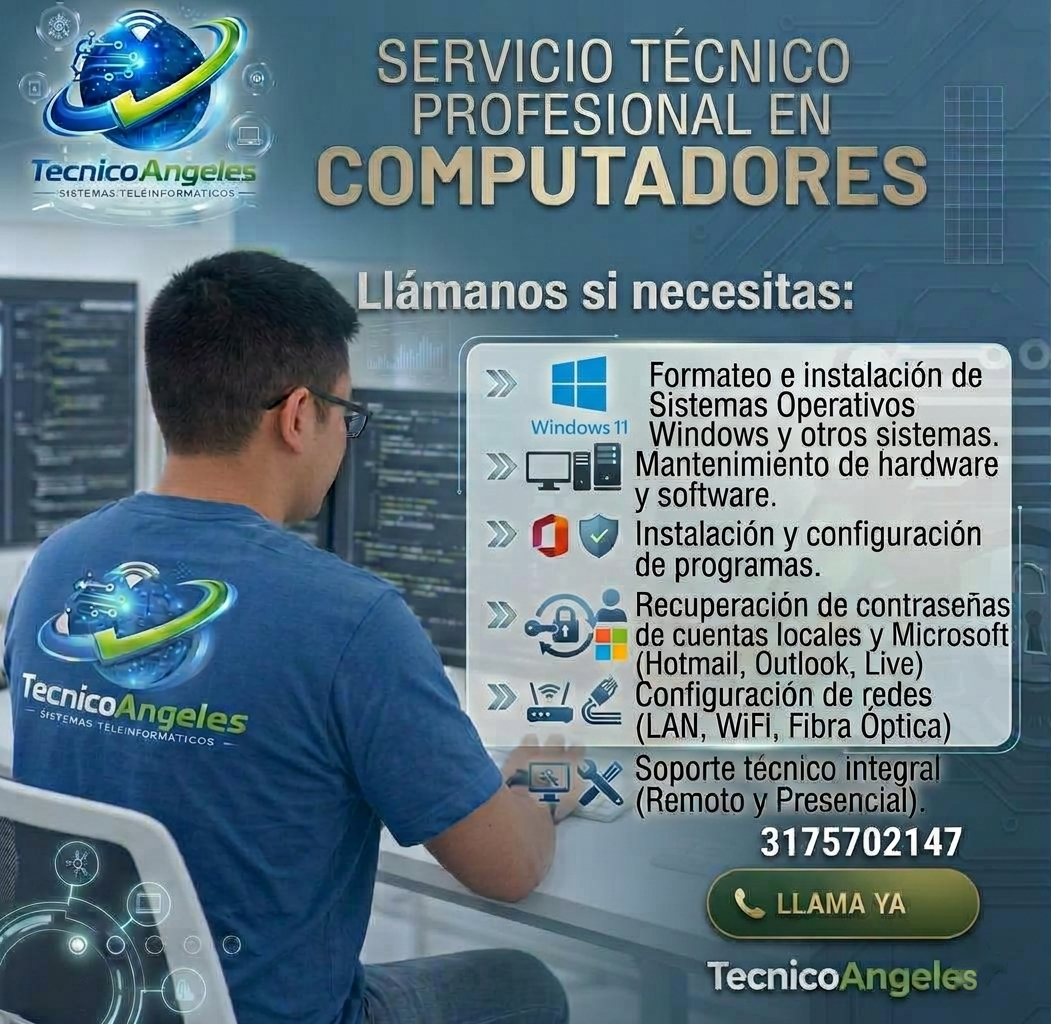 TecnicoAngeles
SISTEMAS TELEINFORMATICOS
SERVICIO TÉCNICO
PROFESIONAL EN
COMPUTADORES
Llámanos si necesitas:
Windows 11
Formateo e instalación de
Sistemas Operativos
Windows y otros sistemas.
Mantenimiento de hardware
y software.
Instalación y configuración
de programas.
Recuperación de contraseñas
de cuentas locales y Microsoft
(Hotmail, Outlook, Live)
Configuración de redes
(LAN, WiFi, Fibra Óptica)
Soporte técnico integral
(Remoto y Presencial).
TecnicoAngeles
SISTEMAS TELEINFORMATICOS
3175702147
LLAMA YA
TecnicoAngeles